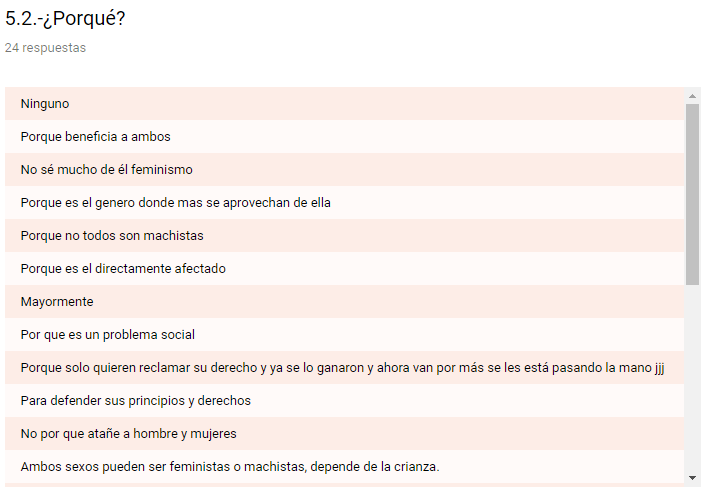 5.2.-¿Porqué?
24 respuestas
Ninguno
Porque beneficia a ambos
No sé mucho de él feminismo
Porque es el genero donde mas se aprovechan de ella
Porque no todos son machistas
Porque es el directamente afectado
Mayormente
Por que es un problema social
Porque solo quieren reclamar su derecho y ya se lo ganaron y ahora van por más se les está pasando la mano jjj
Para defender sus principios y derechos
No por que atañe a hombre y mujeres
Ambos sexos pueden ser feministas o machistas, depende de la crianza.